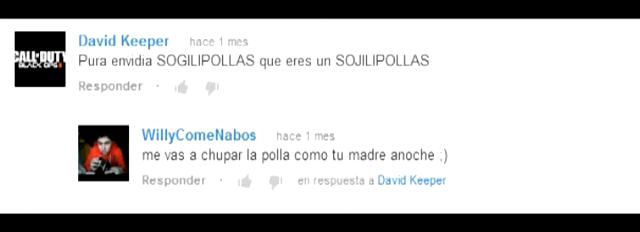 CALL OF DUTY
BLACK OPS II
David Keeper hace 1 mes
Pura envidia SOGILIPOLLAS que eres un SOJILIPOLLAS
Responder ·
WillyComeNabos hace 1 mes
me vas a chupar la polla como tu madre anoche ;)
Responder · en respuesta a David Keeper